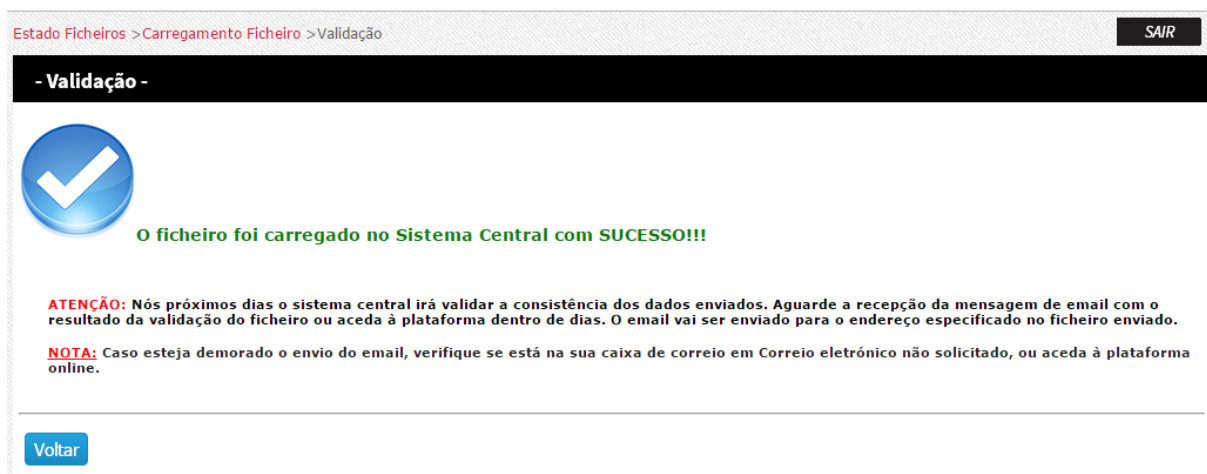 Estado Ficheiros >Carregamento Ficheiro >Validação
SAIR
- Validação -
O ficheiro foi carregado no Sistema Central com SUCESSO!!!
ATENÇÃO: Nós próximos dias o sistema central irá validar a consistência dos dados enviados. Aguarde a recepção da mensagem de email com o
resultado da validação do ficheiro ou aceda à plataforma dentro de dias. O email vai ser enviado para o endereço especificado no ficheiro enviado.
NOTA: Caso esteja demorado o envio do email, verifique se está na sua caixa de correio em Correio eletrónico não solicitado, ou aceda à plataforma
online.
Voltar